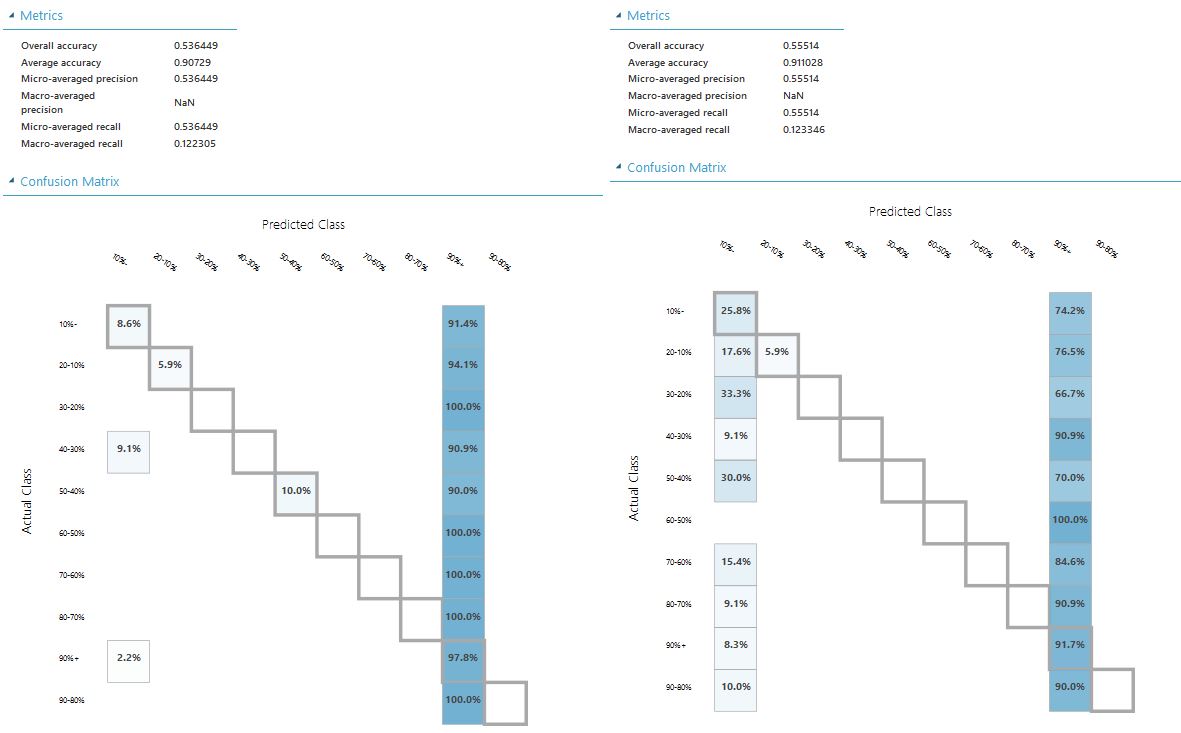 Metrics
Overall accuracy 0.536449
Average accuracy 0.90729
Micro-averaged precision 0.536449
Macro-averaged
precision NaN
Micro-averaged recall 0.536449
Macro-averaged recall 0.122305
Confusion Matrix
Predicted Class
10%- 20-10% 30-20% 40-30% 50-40% 60-50% 70-60% 80-70% 90%+ 90-80%
Actual Class
10%- 8.6% 91.4%
20-10% 5.9% 94.1%
30-20% 100.0%
40-30% 9.1% 90.9%
50-40% 10.0% 90.0%
60-50% 100.0%
70-60% 100.0%
80-70% 100.0%
90%+ 2.2% 97.8%
90-80% 100.0%
Metrics
Overall accuracy 0.55514
Average accuracy 0.911028
Micro-averaged precision 0.55514
Macro-averaged precision NaN
Micro-averaged recall 0.55514
Macro-averaged recall 0.123346
Confusion Matrix
Predicted Class
10%- 20-10% 30-20% 40-30% 50-40% 60-50% 70-60% 80-70% 90%+ 90-80%
Actual Class
10%- 25.8% 74.2%
20-10% 17.6% 5.9% 76.5%
30-20% 33.3% 66.7%
40-30% 9.1% 90.9%
50-40% 30.0% 70.0%
60-50% 100.0%
70-60% 15.4% 84.6%
80-70% 9.1% 90.9%
90%+ 8.3% 91.7%
90-80% 10.0% 90.0%